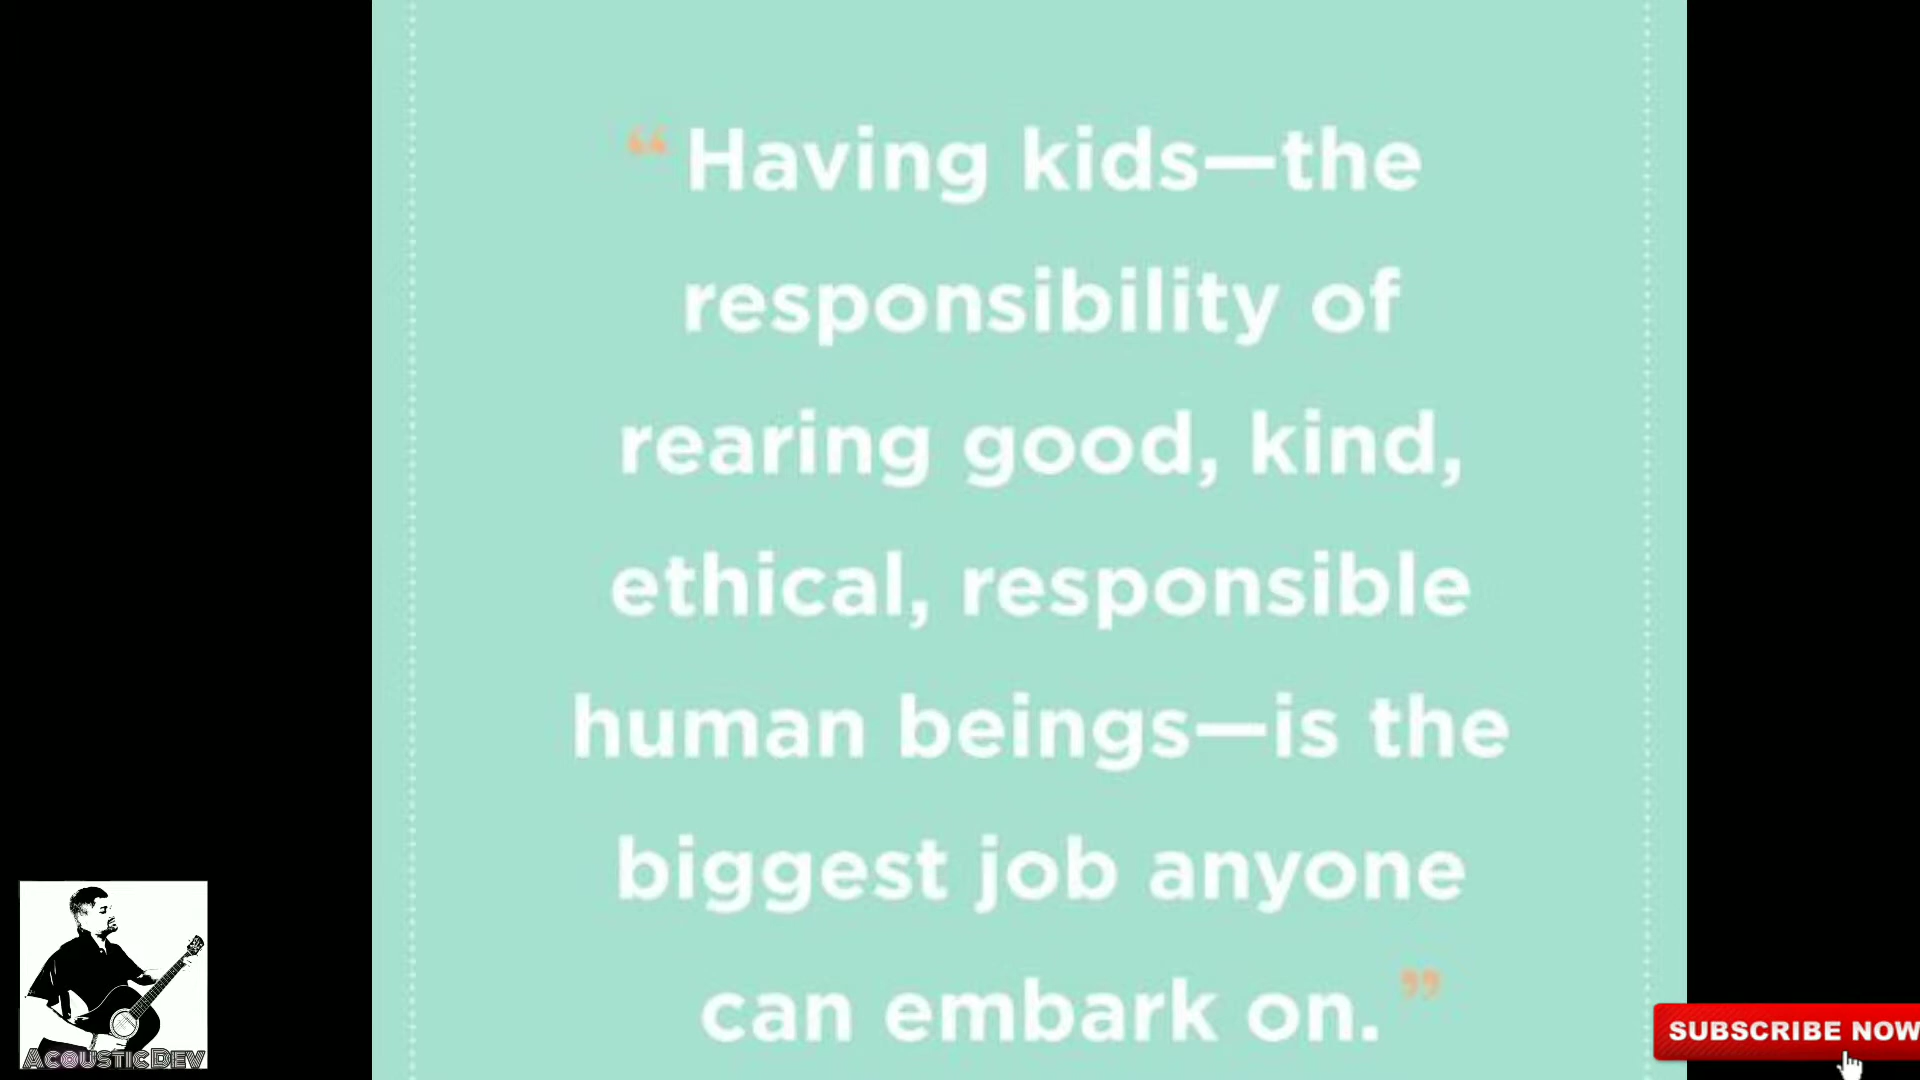 “Having kids—the
responsibility of
rearing good, kind,
ethical, responsible
human beings—is the
biggest job anyone
can embark on.”
AcousticDev
SUBSCRIBE NOW